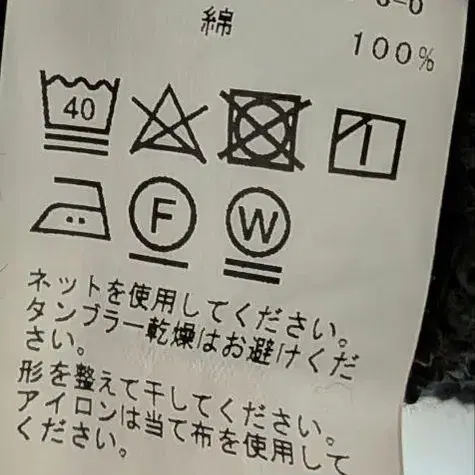 綿
100%
40
F
W
ネットを使用してください。
タンブラー乾燥はお避けくだ
さい。
形を整えて干してください。
アイロンは当て布を使用して
ください。